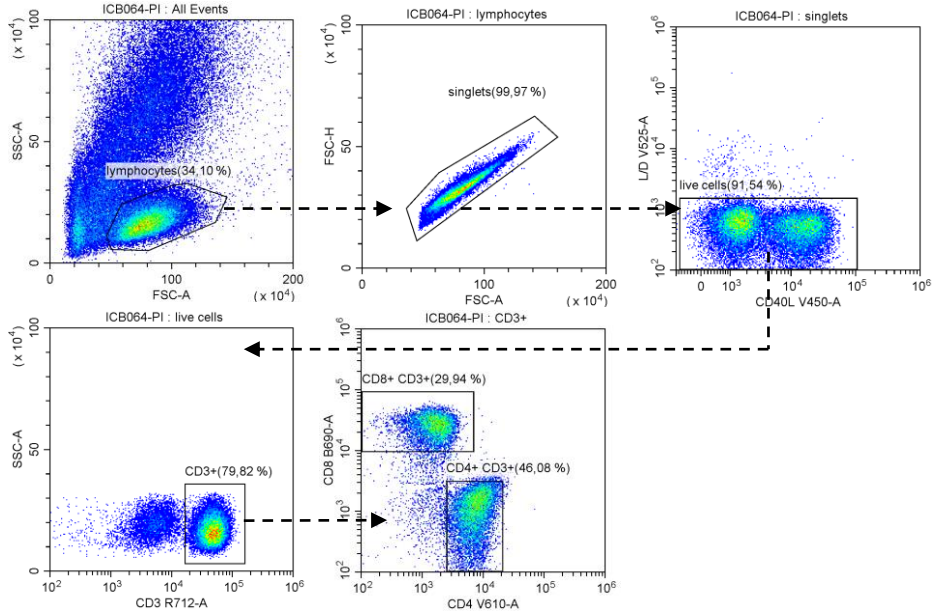 ICB064-PI : All Events
SSC-A
(x 10⁴)
100
50
0
lymphocytes(34,10 %)
0
100
200
FSC-A
(x 10⁴)
ICB064-PI : lymphocytes
FSC-H
(x 10⁴)
100
50
0
singlets(99,97 %)
0
100
200
FSC-A
(x 10⁴)
ICB064-PI : singlets
L/D V525-A
10⁶
10⁵
10⁴
10³
10²
live cells(91,54 %)
0
10³
10⁴
10⁵
10⁶
CD40L V450-A
ICB064-PI : live cells
SSC-A
(x 10⁴)
100
50
0
CD3+(79,82 %)
10²
10³
10⁴
10⁵
10⁶
CD3 R712-A
ICB064-PI : CD3+
CD8 B690-A
10⁶
10⁵
10⁴
10³
10²
CD8+ CD3+(29,94 %)
CD4+ CD3+(46,08 %)
10²
10³
10⁴
10⁵
10⁶
CD4 V610-A